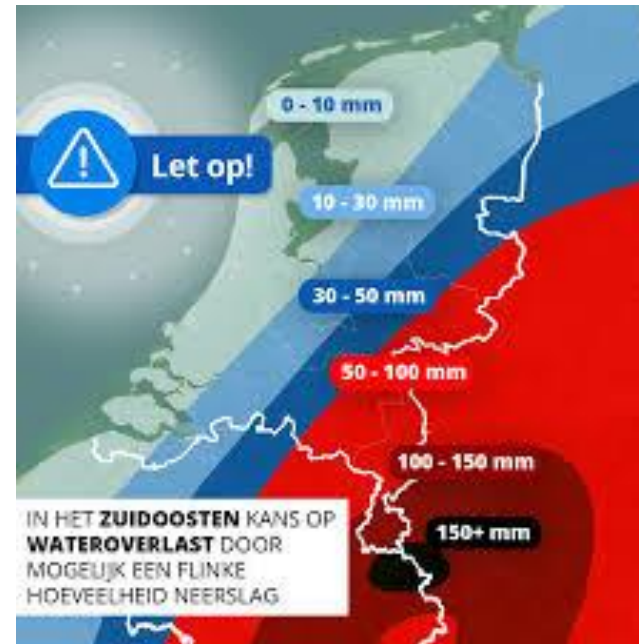 0 - 10 mm
Let op!
10 - 30 mm
30 - 50 mm
50 - 100 mm
100 - 150 mm
150+ mm
IN HET ZUIDOOSTEN KANS OP
WATEROVERLAST DOOR
MOGELIJK EEN FLINKE
HOEVEELHEID NEERSLAG